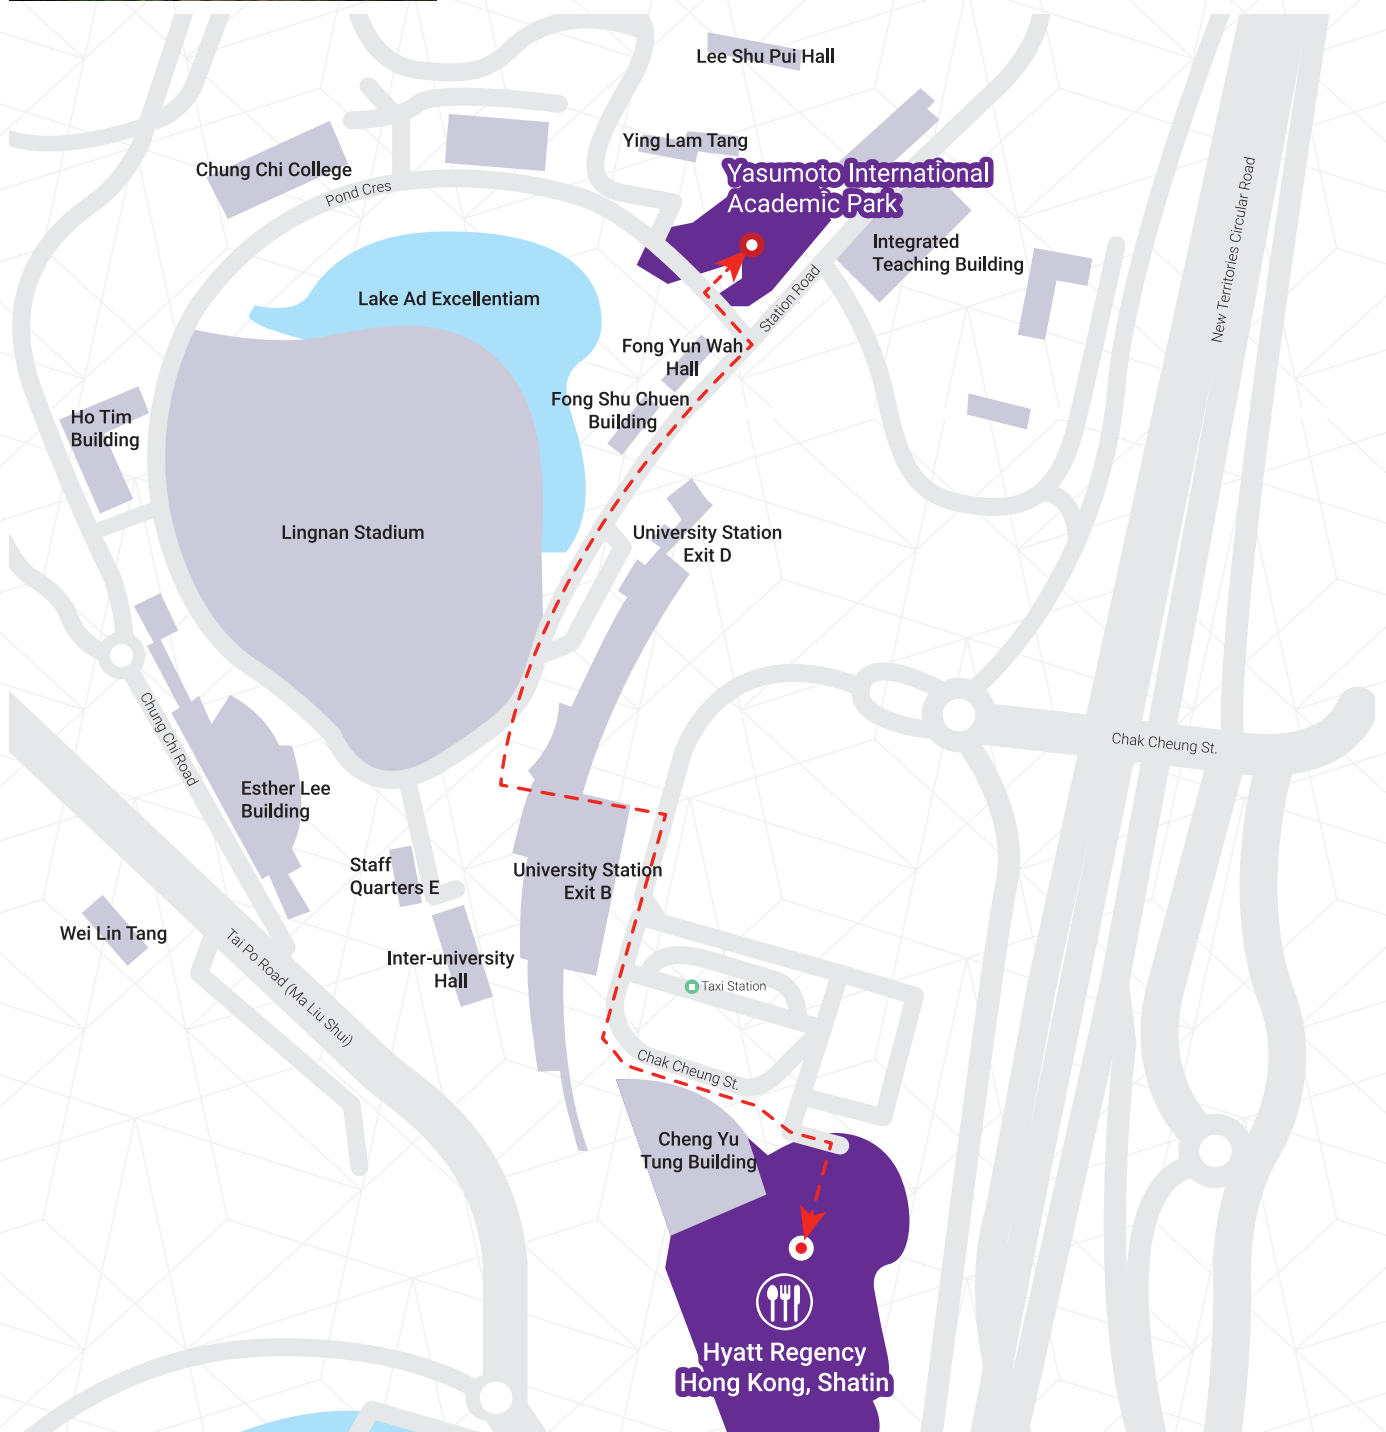 Lee Shu Pui Hall
Ying Lam Tang
Chung Chi College
Yasumoto International
Academic Park
Pond Cres
Integrated
Teaching Building
New Territories Circular Road
Lake Ad Excellentiam
Station Road
Fong Yun Wah
Hall
Fong Shu Chuen
Building
Ho Tim
Building
Lingnan Stadium
University Station
Exit D
Chung Chi Road
Chak Cheung St.
Esther Lee
Building
Staff
Quarters E
University Station
Exit B
Wei Lin Tang
Tai Po Road (Ma Liu Shui)
Inter-university
Hall
Taxi Station
Chak Cheung St.
Cheng Yu
Tung Building
Hyatt Regency
Hong Kong, Shatin